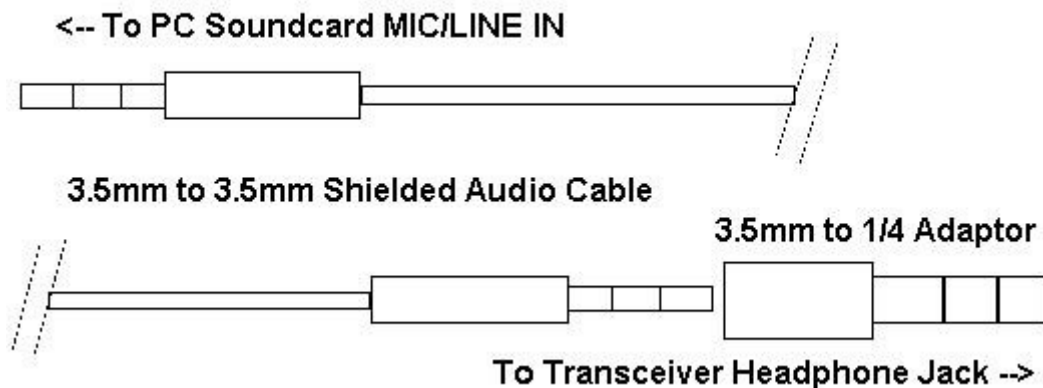 <-- To PC Soundcard MIC/LINE IN
3.5mm to 3.5mm Shielded Audio Cable
3.5mm to 1/4 Adaptor
To Transceiver Headphone Jack -->